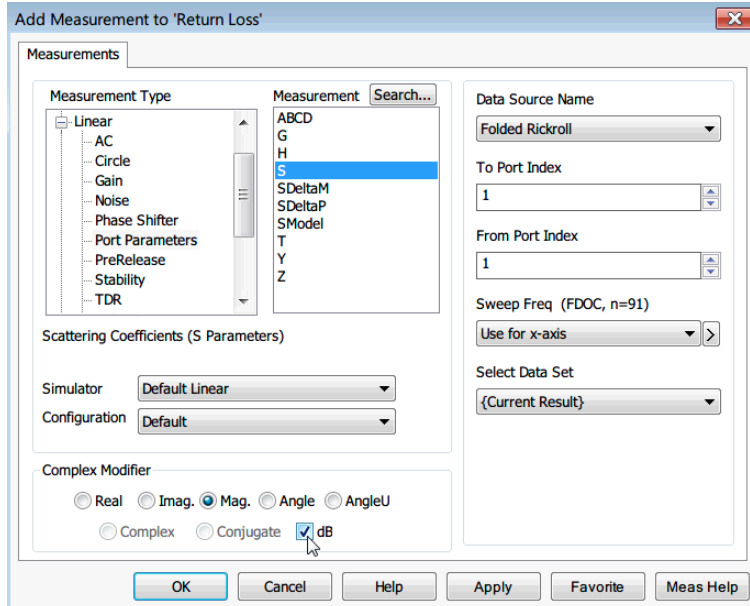 Add Measurement to 'Return Loss'
Measurements
Measurement Type
Linear
AC
Circle
Gain
Noise
Phase Shifter
Port Parameters
PreRelease
Stability
TDR
Measurement Search...
ABCD
G
H
S
SDeltaM
SDeltaP
SModel
T
Y
Z
Scattering Coefficients (S Parameters)
Simulator Default Linear
Configuration Default
Complex Modifier
Real Imag. Mag. Angle AngleU
Complex Conjugate dB
Data Source Name
Folded Rickroll
To Port Index
1
From Port Index
1
Sweep Freq (FDOC, n=91)
Use for x-axis >
Select Data Set
{Current Result}
OK Cancel Help Apply Favorite Meas Help